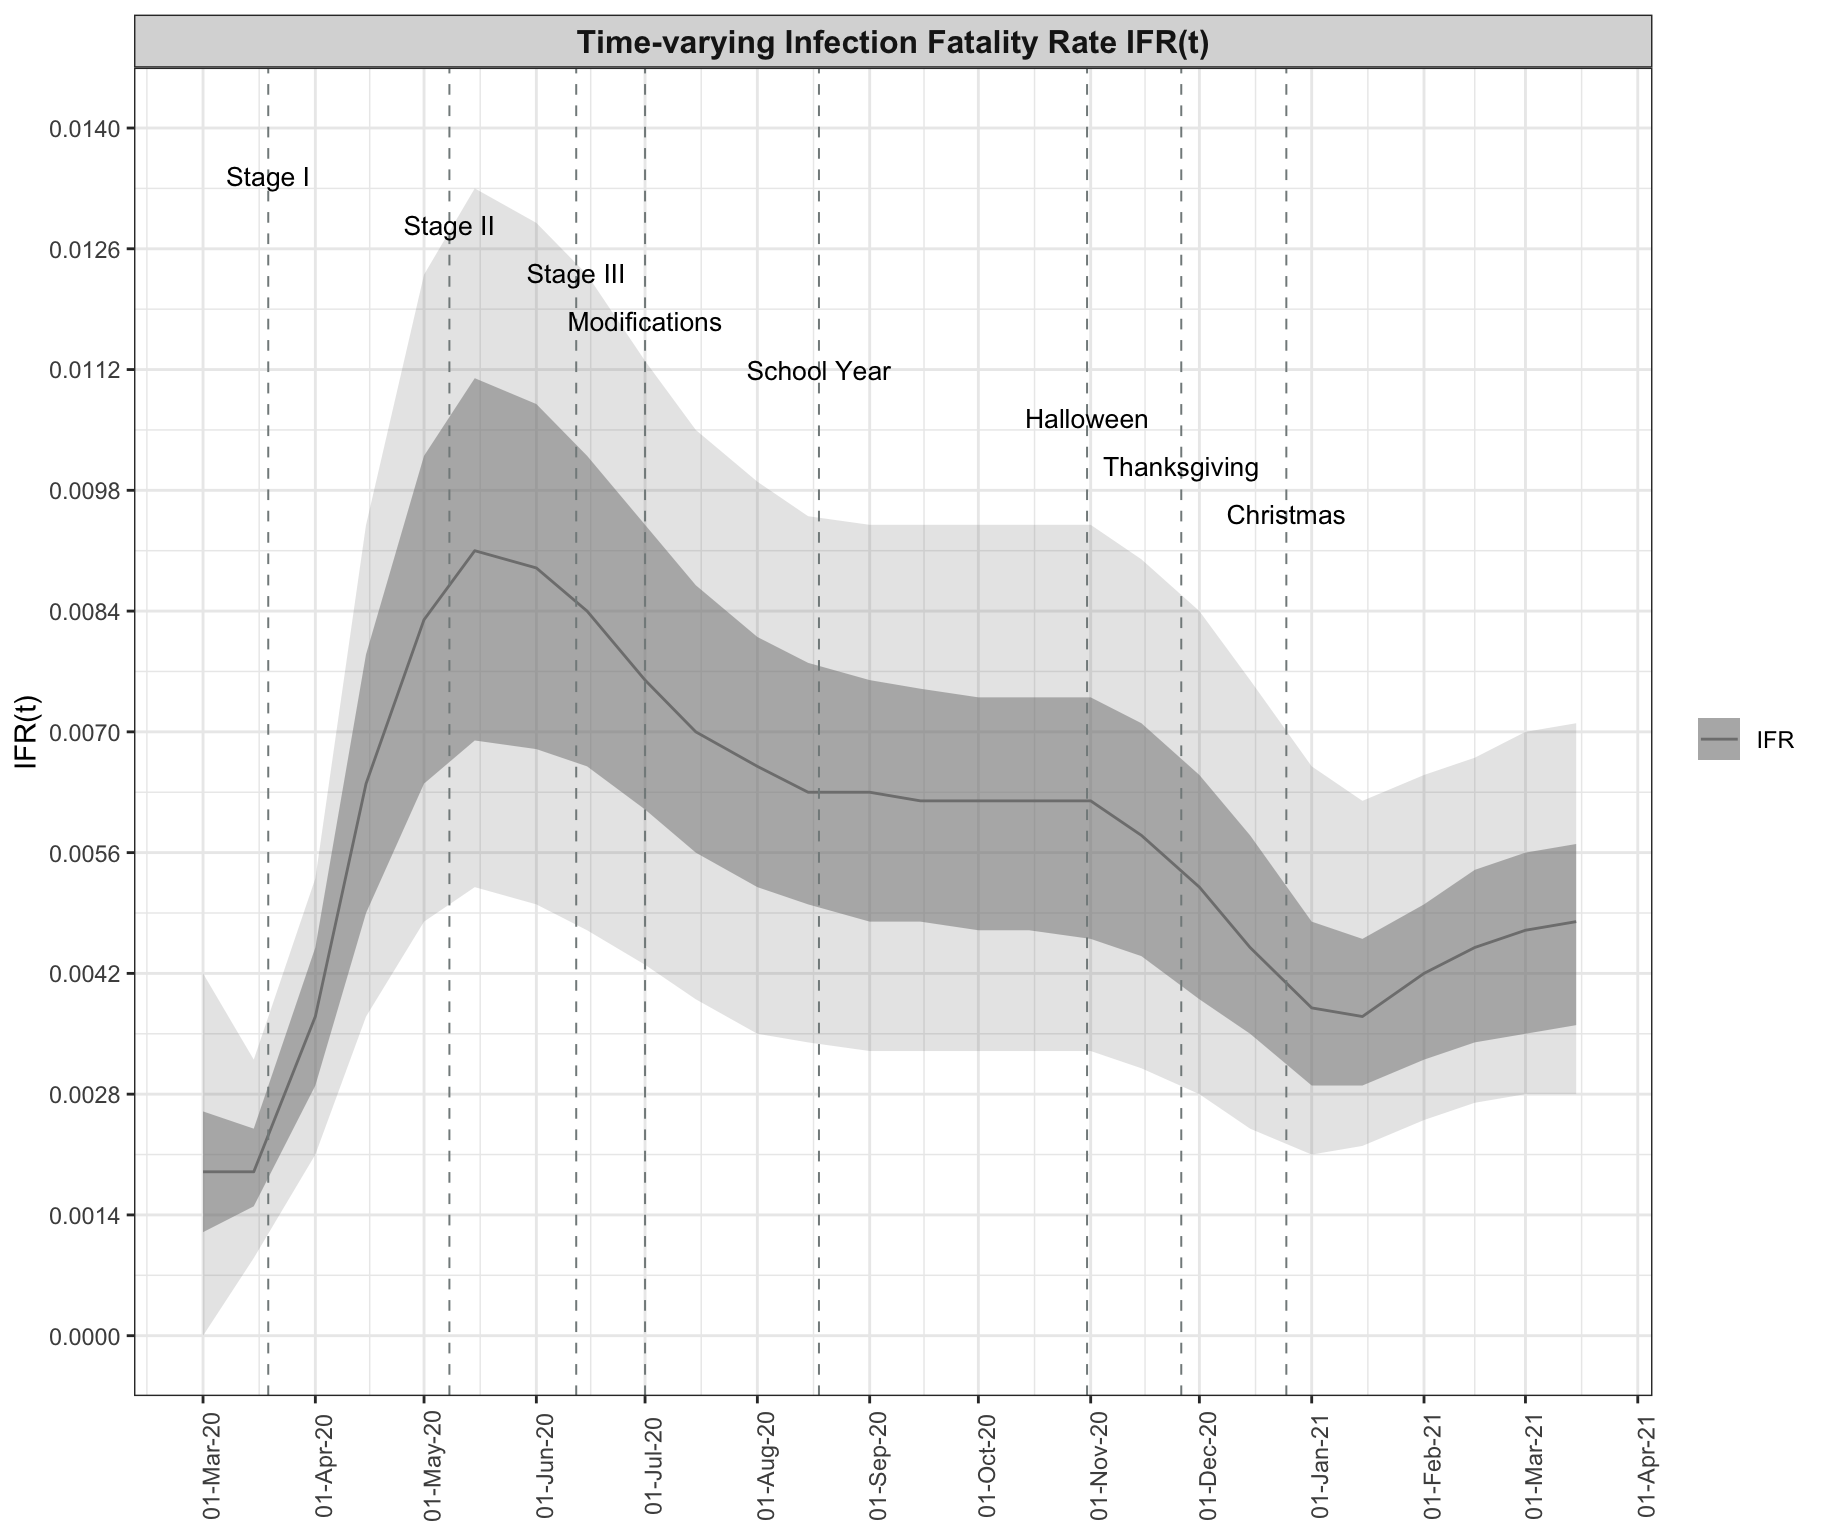 Time-varying Infection Fatality Rate IFR(t)
0.0140
Stage I
Stage II
0.0126
Stage III
Modifications
0.0112
School Year
Halloween
Thanksgiving
0.0098
Christmas
0.0084
0.0070
IFR(t)
IFR
0.0056
0.0042
0.0028
0.0014
0.0000
01-Mar-20
01-Apr-20
01-May-20
01-Jun-20
01-Jul-20
01-Aug-20
01-Sep-20
01-Oct-20
01-Nov-20
01-Dec-20
01-Jan-21
01-Feb-21
01-Mar-21
01-Apr-21